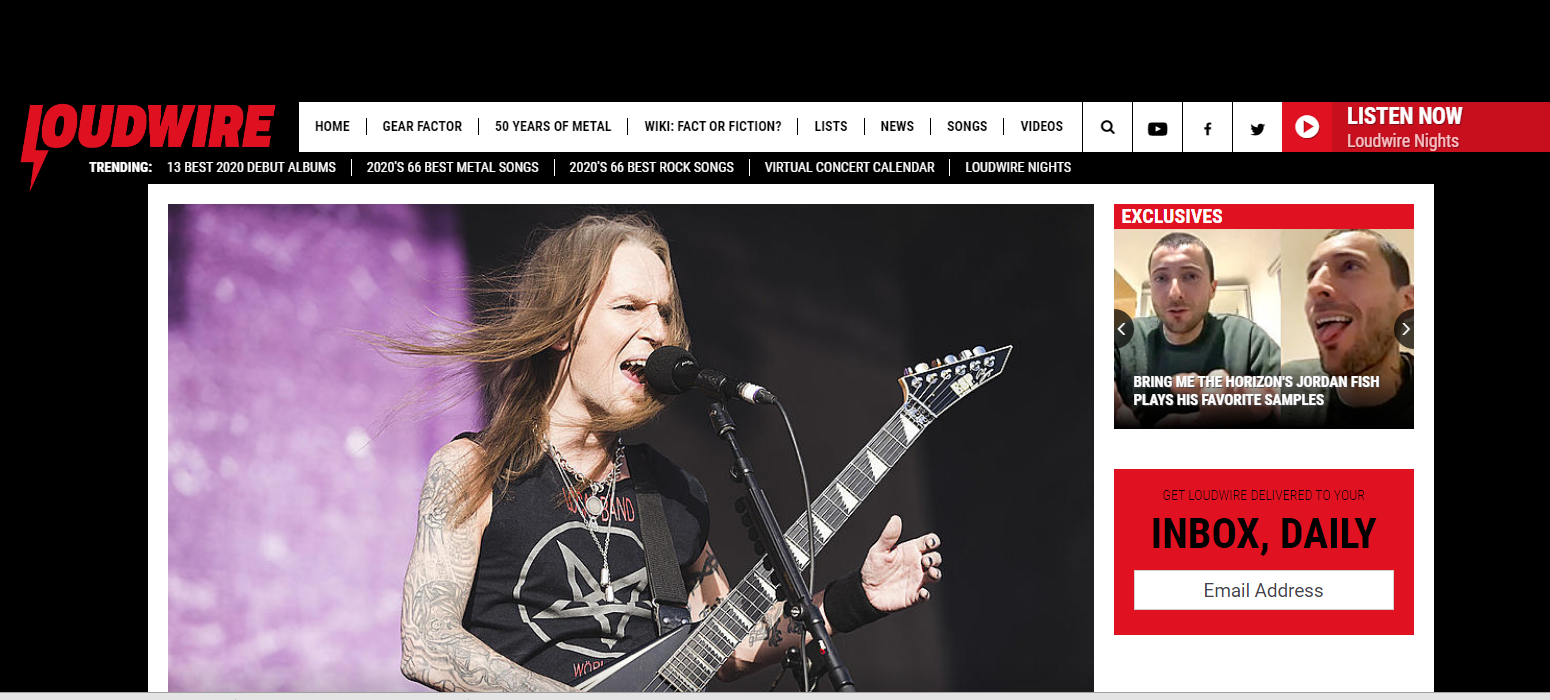 LOUDWIRE
HOME
GEAR FACTOR
50 YEARS OF METAL
WIKI: FACT OR FICTION?
LISTS
NEWS
SONGS
VIDEOS
LISTEN NOW
Loudwire Nights
TRENDING:
13 BEST 2020 DEBUT ALBUMS
2020'S 66 BEST METAL SONGS
2020'S 66 BEST ROCK SONGS
VIRTUAL CONCERT CALENDAR
LOUDWIRE NIGHTS
BAND
EXCLUSIVES
BRING ME THE HORIZON'S JORDAN FISH
PLAYS HIS FAVORITE SAMPLES
GET LOUDWIRE DELIVERED TO YOUR
INBOX, DAILY
Email Address